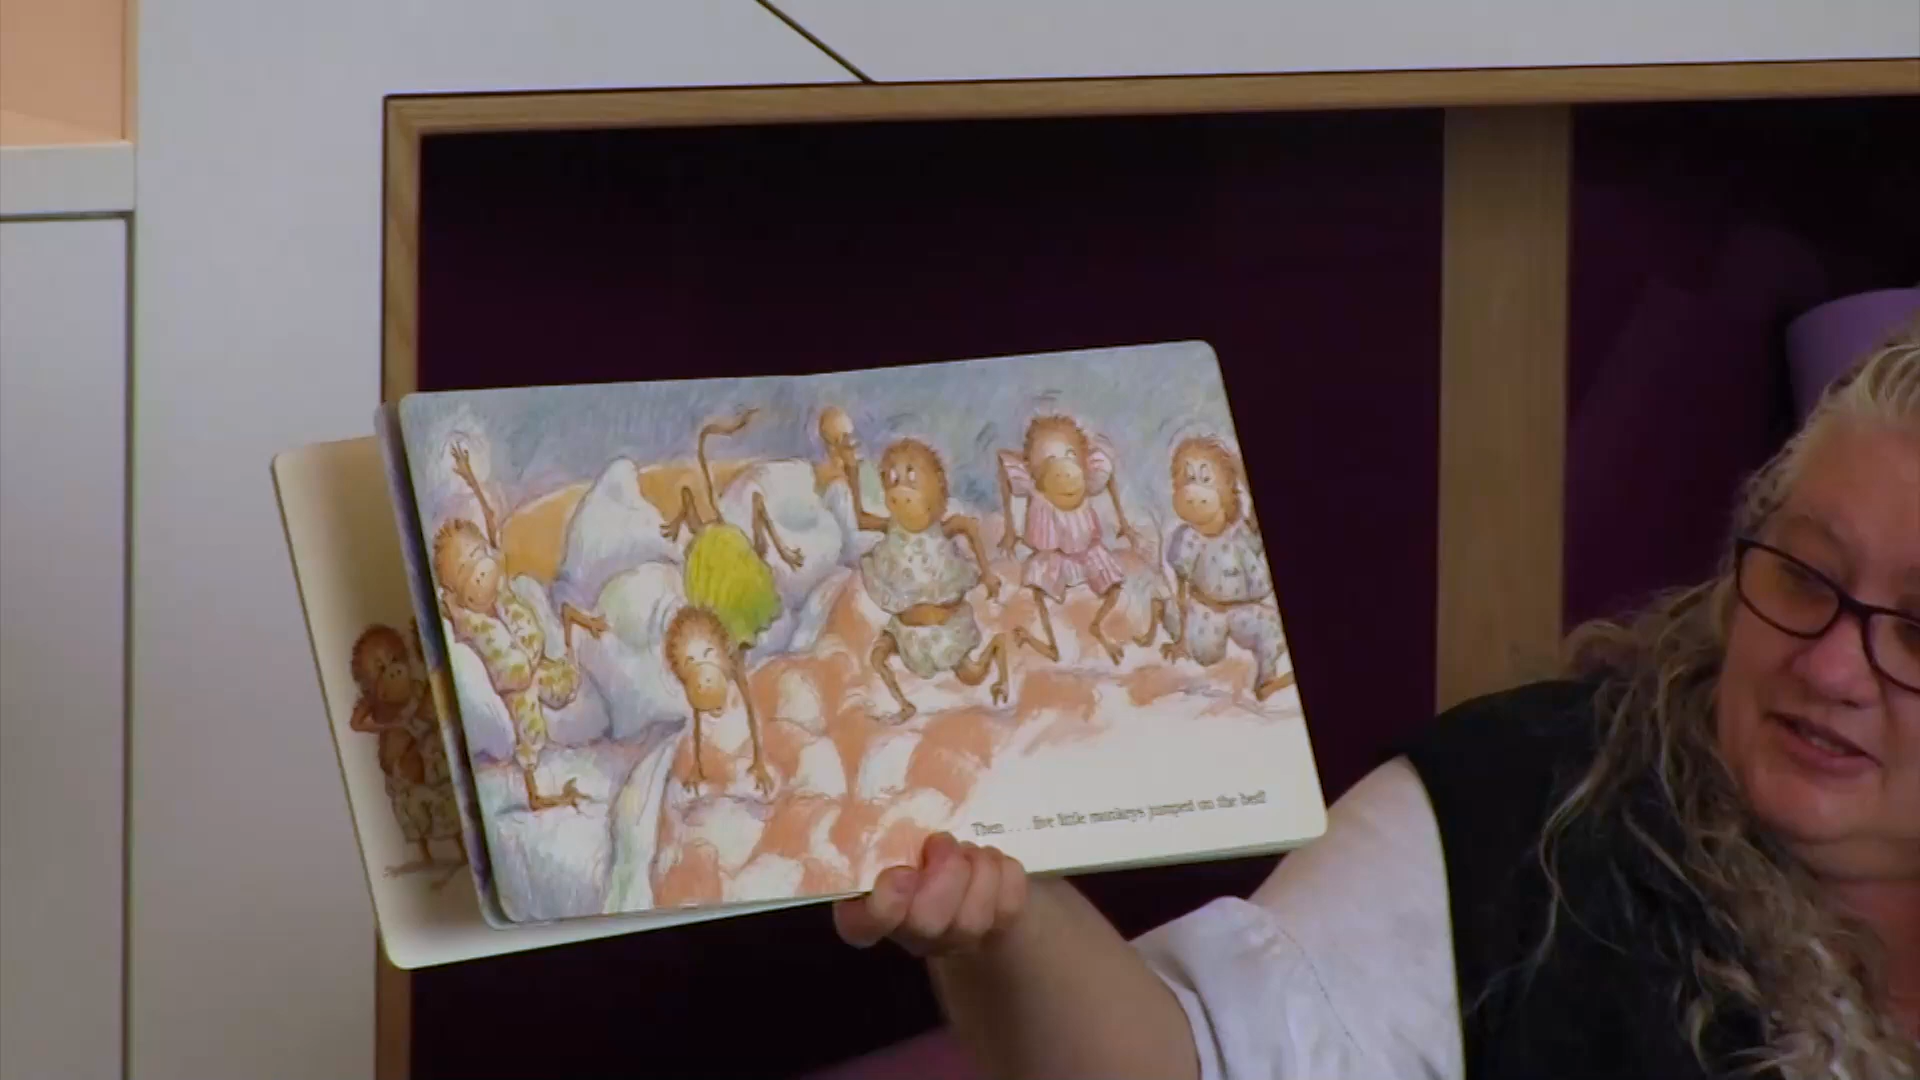 Then . . . five little monkeys jumped on the bed!